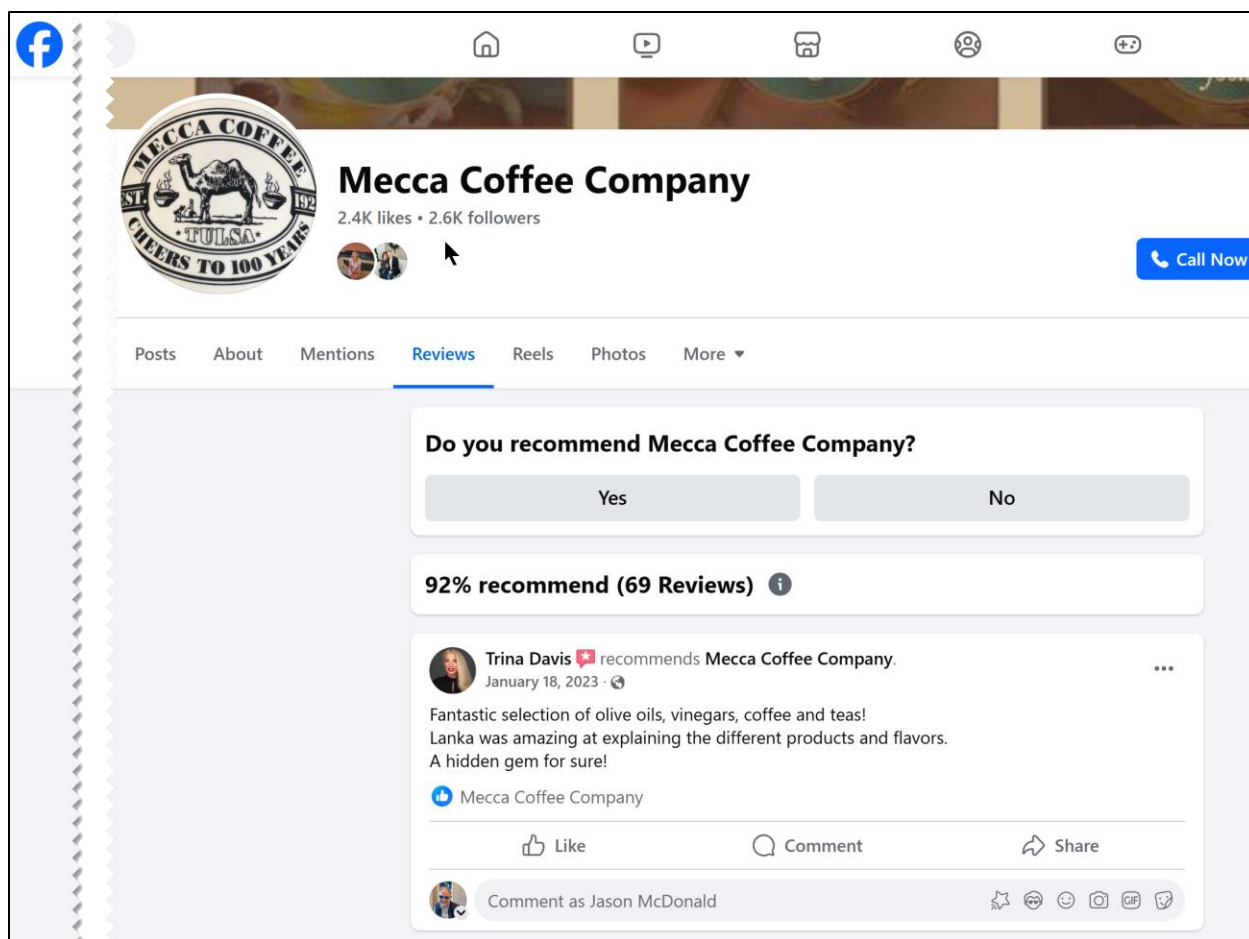 MECCA COFFEE
EST.
192
TULSA
CHEERS TO 100 YEARS
Mecca Coffee Company
2.4K likes • 2.6K followers
Call Now
Posts About Mentions Reviews Reels Photos More
Do you recommend Mecca Coffee Company?
Yes No
92% recommend (69 Reviews)
Trina Davis recommends Mecca Coffee Company.
January 18, 2023 ·
Fantastic selection of olive oils, vinegars, coffee and teas!
Lanka was amazing at explaining the different products and flavors.
A hidden gem for sure!
Mecca Coffee Company
Like Comment Share
Comment as Jason McDonald
GIF